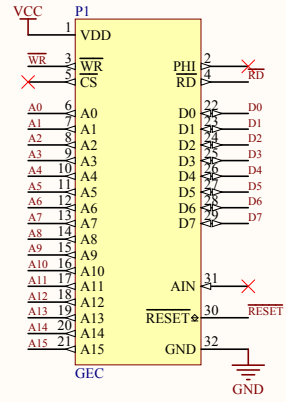 VCC P1
1 VDD
WR 3 WR PHI 2
5 CS RD 4 RD
A0 6 A0 D0 22 D0
A1 7 A1 D1 23 D1
A2 8 A2 D2 24 D2
A3 9 A3 D3 25 D3
A4 10 A4 D4 26 D4
A5 11 A5 D5 27 D5
A6 12 A6 D6 28 D6
A7 13 A7 D7 29 D7
A8 14 A8
A9 15 A9
A10 16 A10
A11 17 A11 AIN 31
A12 18 A12
A13 19 A13 RESET 30 RESET
A14 20 A14
A15 21 A15 GND 32
GEC
GND